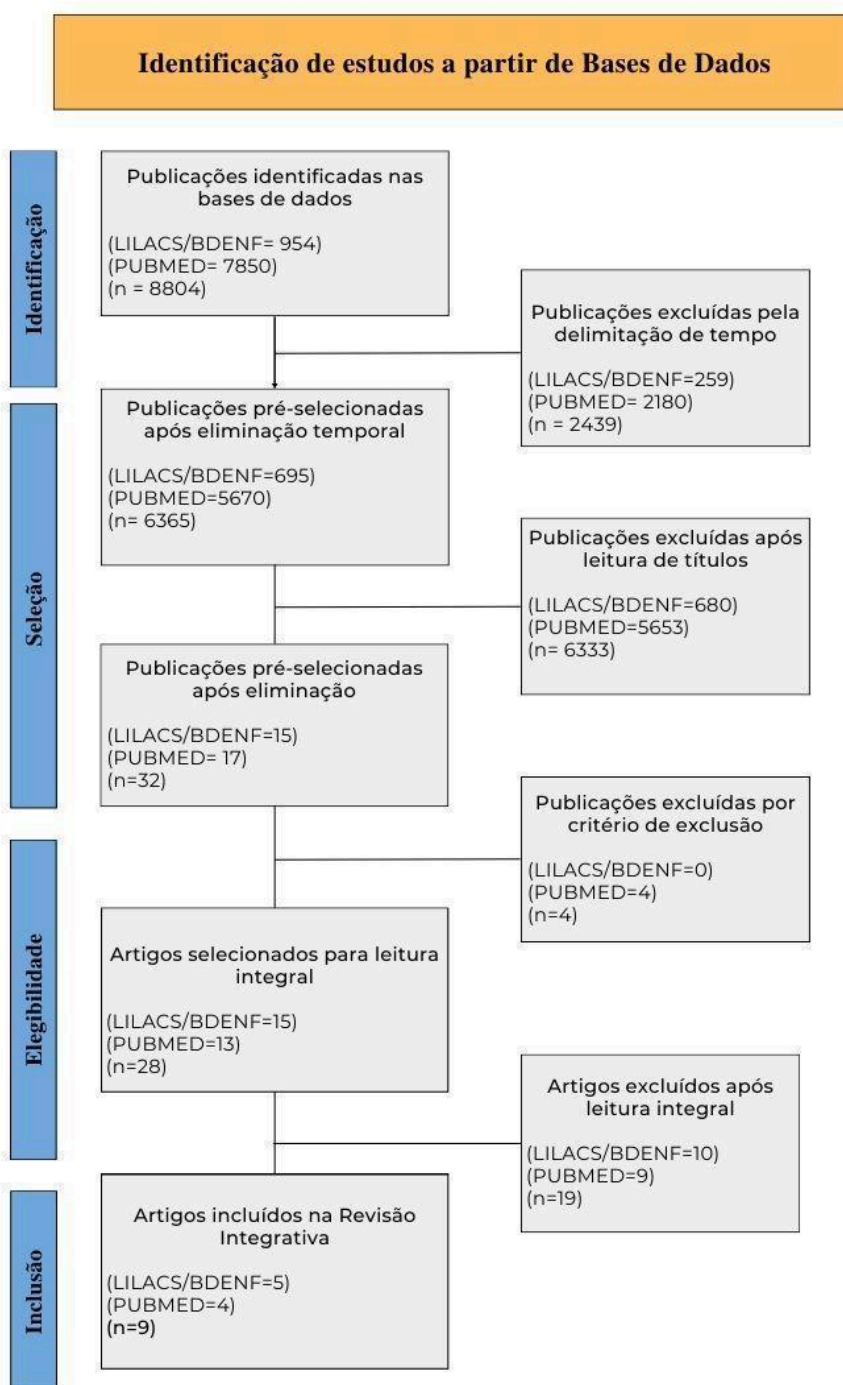 Identificação de estudos a partir de Bases de Dados
Identificação
Publicações identificadas nas
bases de dados
(LILACS/BDENF= 954)
(PUBMED= 7850)
(n = 8804)
Publicações excluídas pela
delimitação de tempo
(LILACS/BDENF=259)
(PUBMED= 2180)
(n = 2439)
Seleção
Publicações pré-selecionadas
após eliminação temporal
(LILACS/BDENF=695)
(PUBMED=5670)
(n= 6365)
Publicações excluídas após
leitura de títulos
(LILACS/BDENF=680)
(PUBMED=5653)
n= 6333)
Publicações pré-selecionadas
após eliminação
(LILACS/BDENF=15)
(PUBMED= 17)
(n=32)
Publicações excluídas por
critério de exclusão
(LILACS/BDENF=0)
(PUBMED=4)
(n=4)
Elegibilidade
Artigos selecionados para leitura
integral
(LILACS/BDENF=15)
(PUBMED=13)
(n=28)
Artigos excluídos após
leitura integral
(LILACS/BDENF=10)
(PUBMED=9)
(n=19)
Inclusão
Artigos incluídos na Revisão
Integrativa
(LILACS/BDENF=5)
(PUBMED=4)
(n=9)